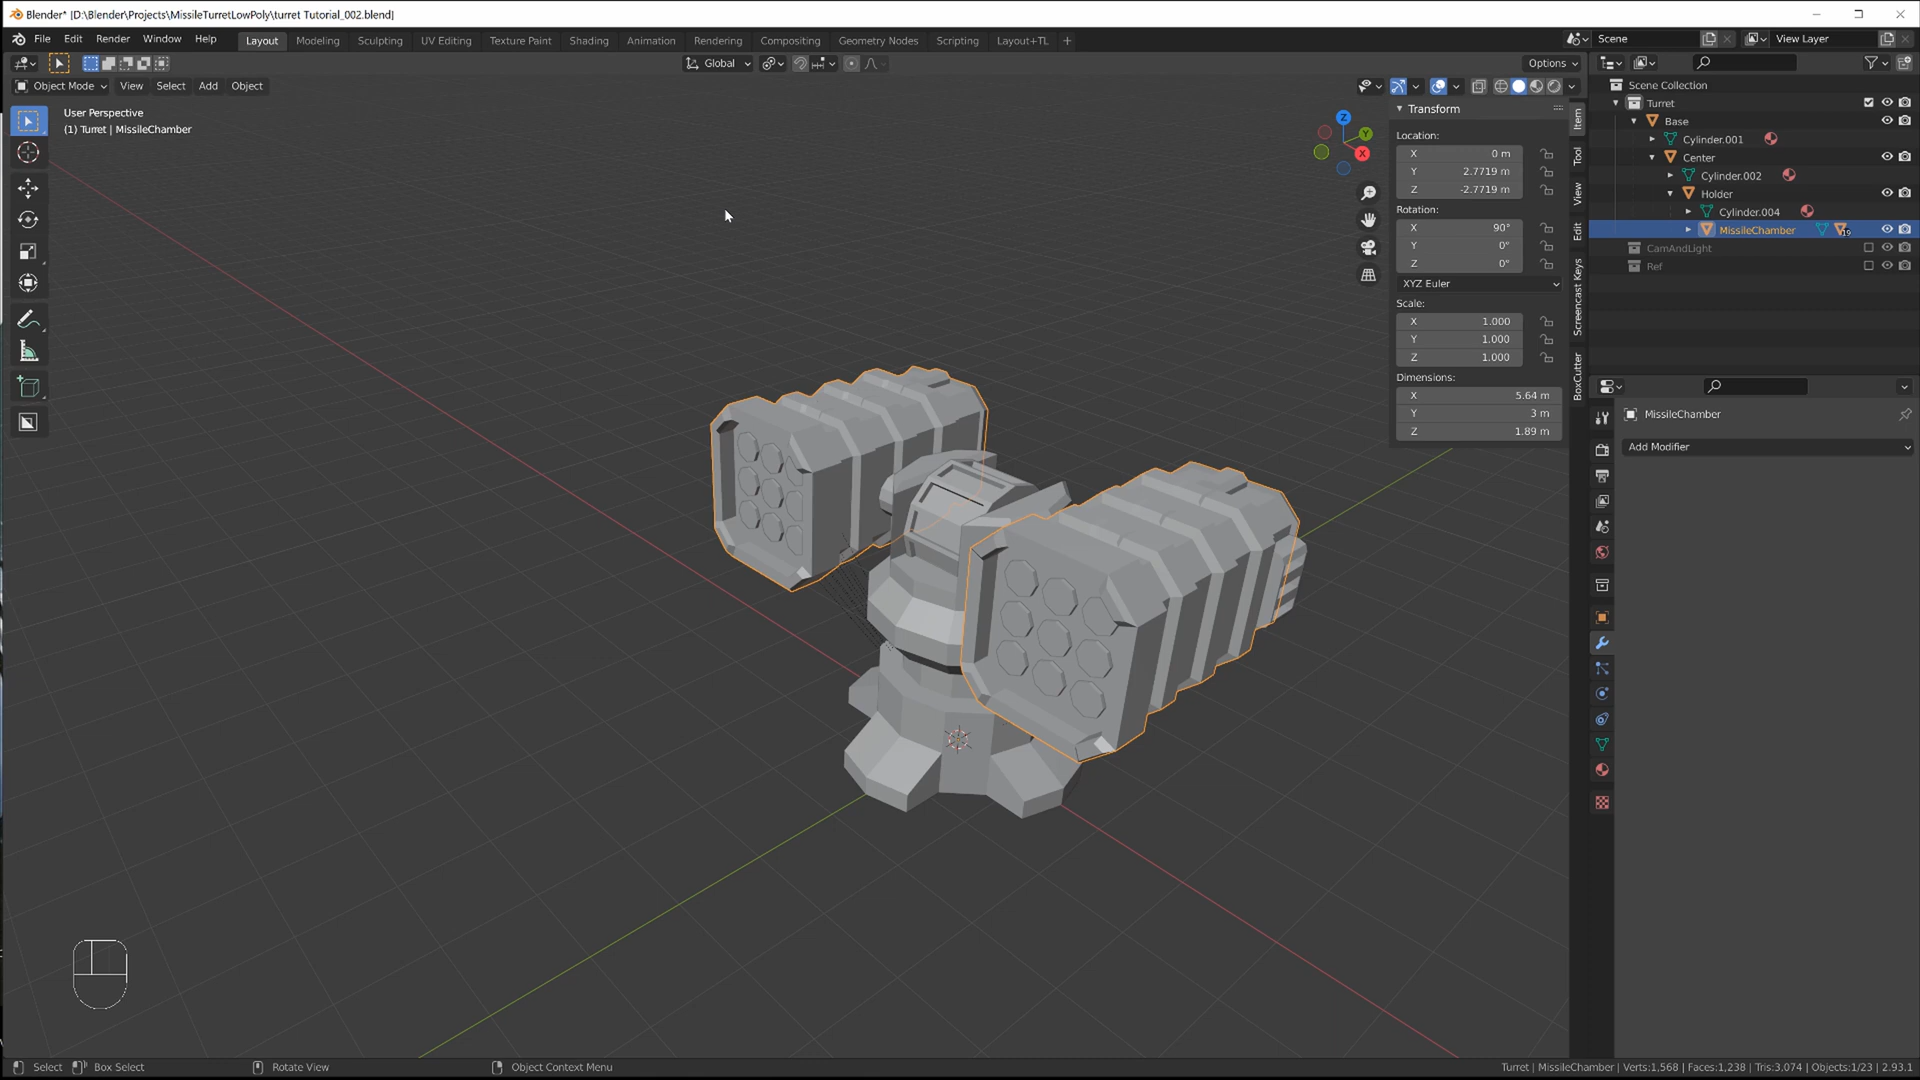 Blender* [D:\Blender\Projects\MissileTurretLowPoly\turret Tutorial_002.blend]
File Edit Render Window Help Layout Modeling Sculpting UV Editing Texture Paint Shading Animation Rendering Compositing Geometry Nodes Scripting Layout+TL + Scene View Layer
Global Options
Object Mode View Select Add Object
User Perspective
(1) Turret | MissileChamber
Z
Y
X
Transform
Location:
X 0 m
Y 2.7719 m
Z -2.7719 m
Rotation:
X 90°
Y 0°
Z 0°
XYZ Euler
Scale:
X 1.000
Y 1.000
Z 1.000
Dimensions:
X 5.64 m
Y 3 m
Z 1.89 m
Item
Tool
View
Edit
Screencast Keys
BoxCutter
Scene Collection
Turret
Base
Cylinder.001
Center
Cylinder.002
Holder
Cylinder.004
MissileChamber 19
CamAndLight
Ref
MissileChamber
Add Modifier
Select Box Select Rotate View Object Context Menu
Turret | MissileChamber | Verts:1,568 | Faces:1,238 | Tris:3,074 | Objects:1/23 | 2.93.1